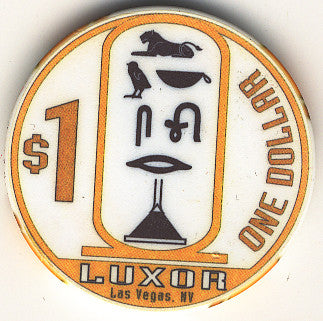 $1
ONE DOLLAR
LUXOR
Las Vegas, NV